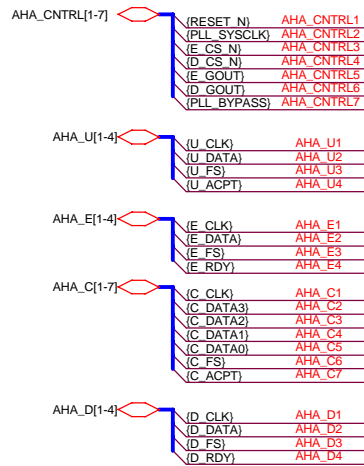 AHA_CNTRL[1-7]
{RESET_N} AHA_CNTRL1
{PLL_SYSCLK} AHA_CNTRL2
{E_CS_N} AHA_CNTRL3
{D_CS_N} AHA_CNTRL4
{E_GOUT} AHA_CNTRL5
{D_GOUT} AHA_CNTRL6
{PLL_BYPASS} AHA_CNTRL7
AHA_U[1-4]
{U_CLK} AHA_U1
{U_DATA} AHA_U2
{U_FS} AHA_U3
{U_ACPT} AHA_U4
AHA_E[1-4]
{E_CLK} AHA_E1
{E_DATA} AHA_E2
{E_FS} AHA_E3
{E_RDY} AHA_E4
AHA_C[1-7]
{C_CLK} AHA_C1
{C_DATA3} AHA_C2
{C_DATA2} AHA_C3
{C_DATA1} AHA_C4
{C_DATA0} AHA_C5
{C_FS} AHA_C6
{C_ACPT} AHA_C7
AHA_D[1-4]
{D_CLK} AHA_D1
{D_DATA} AHA_D2
{D_FS} AHA_D3
{D_RDY} AHA_D4